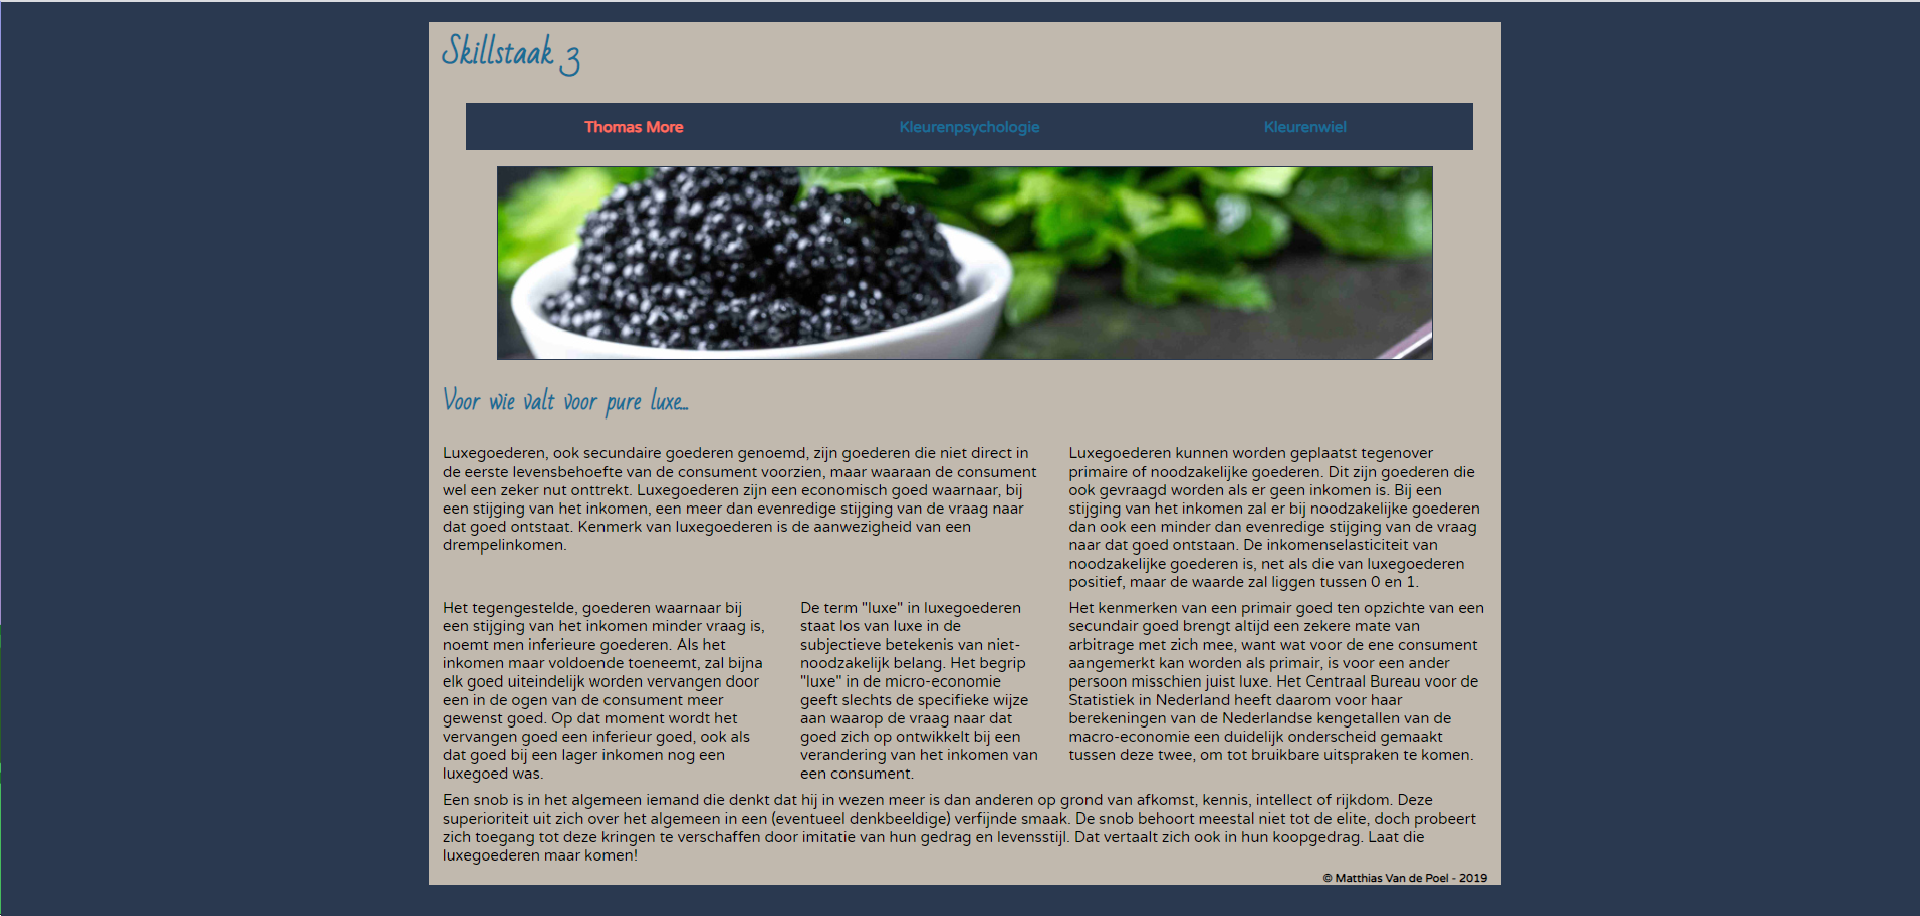 Skillstaak 3
Thomas More
Kleurenpsychologie
Kleurenwiel
Voor wie valt voor pure luxe...
Luxegoederen, ook secundaire goederen genoemd, zijn goederen die niet direct in
de eerste levensbehoefte van de consument voorzien, maar waaraan de consument
wel een zeker nut onttrekt. Luxegoederen zijn een economisch goed waarnaar, bij
een stijging van het inkomen, een meer dan evenredige stijging van de vraag naar
dat goed ontstaat. Kenmerk van luxegoederen is de aanwezigheid van een
drempelinkomen.
Luxegoederen kunnen worden geplaatst tegenover
primaire of noodzakelijke goederen. Dit zijn goederen die
ook gevraagd worden als er geen inkomen is. Bij een
stijging van het inkomen zal er bij noodzakelijke goederen
dan ook een minder dan evenredige stijging van de vraag
naar dat goed ontstaan. De inkomenselasticiteit van
noodzakelijke goederen is, net als die van luxegoederen
positief, maar de waarde zal liggen tussen 0 en 1.
Het tegengestelde, goederen waarnaar bij
een stijging van het inkomen minder vraag is,
noemt men inferieure goederen. Als het
inkomen maar voldoende toeneemt, zal bijna
elk goed uiteindelijk worden vervangen door
een in de ogen van de consument meer
gewenst goed. Op dat moment wordt het
vervangen goed een inferieur goed, ook als
dat goed bij een lager inkomen nog een
luxegoed was.
De term "luxe" in luxegoederen
staat los van luxe in de
subjectieve betekenis van niet-
noodzakelijk belang. Het begrip
"luxe" in de micro-economie
geeft slechts de specifieke wijze
aan waarop de vraag naar dat
goed zich op ontwikkelt bij een
verandering van het inkomen van
een consument.
Het kenmerken van een primair goed ten opzichte van een
secundair goed brengt altijd een zekere mate van
arbitrage met zich mee, want wat voor de ene consument
aangemerkt kan worden als primair, is voor een ander
persoon misschien juist luxe. Het Centraal Bureau voor de
Statistiek in Nederland heeft daarom voor haar
berekeningen van de Nederlandse kengetallen van de
macro-economie een duidelijk onderscheid gemaakt
tussen deze twee, om tot bruikbare uitspraken te komen.
Een snob is in het algemeen iemand die denkt dat hij in wezen meer is dan anderen op grond van afkomst, kennis, intellect of rijkdom. Deze
superioriteit uit zich over het algemeen in een (eventueel denkbeeldige) verfijnde smaak. De snob behoort meestal niet tot de elite, doch probeert
zich toegang tot deze kringen te verschaffen door imitatie van hun gedrag en levensstijl. Dat vertaalt zich ook in hun koopgedrag. Laat die
luxegoederen maar komen!
© Matthias Van de Poel - 2019